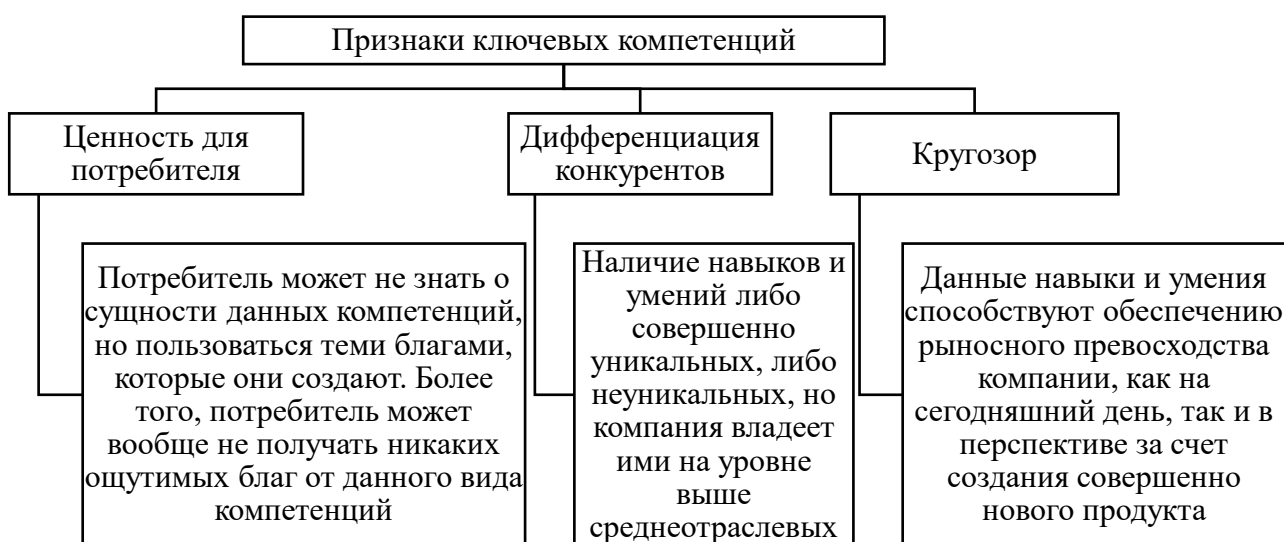 Признаки ключевых компетенций
Ценность для
потребителя
Дифференциация
конкурентов
Кругозор
Потребитель может не знать о
сущности данных компетенций,
но пользоваться теми благами,
которые они создают. Более
того, потребитель может
вообще не получать никаких
ощутимых благ от данного вида
компетенций
Наличие навыков и
умений либо
совершенно
уникальных, либо
неуникальных, но
компания владеет
ими на уровне
выше
среднеотраслевых
Данные навыки и умения
способствуют обеспечению
рыносного превосходства
компании, как на
сегодняшний день, так и в
перспективе за счет
создания совершенно
нового продукта